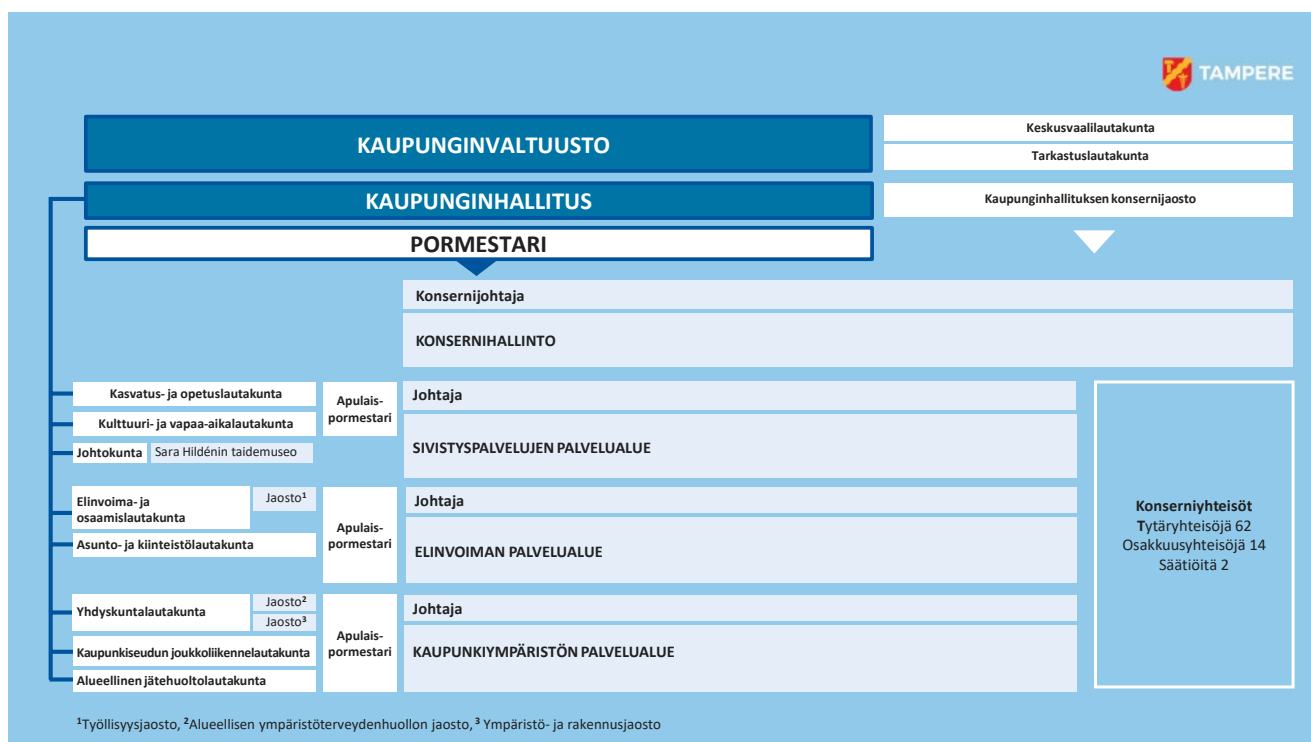 TAMPERE
KAUPUNGINVALTUUSTO
Keskusvaalilautakunta
Tarkastuslautakunta
KAUPUNGINHALLITUS
Kaupunginhallituksen konsernijaosto
PORMESTARI
Konsernijohtaja
KONSERNIHALLINTO
Kasvatus- ja opetuslautakunta
Kulttuuri- ja vapaa-aikalautakunta
Johtokunta
Sara Hildénin taidemuseo
Apulais-
pormestari
Johtaja
SIVISTYSPALVELUJEN PALVELUALUE
Elinvoima- ja
osaamislautakunta
Jaosto¹
Asunto- ja kiinteistölautakunta
Apulais-
pormestari
Johtaja
ELINVOIMAN PALVELUALUE
Yhdyskuntalautakunta
Jaosto²
Jaosto³
Kaupunkiseudun joukkoliikennelautakunta
Alueellinen jätehuoltolautakunta
Apulais-
pormestari
Johtaja
KAUPUNKIYMPÄRISTÖN PALVELUALUE
Konserniyhteisöt
Tytäryhteisöjä 62
Osakkuusyhteisöjä 14
Säätiöitä 2
¹Työllisyysjaosto, ²Alueellisen ympäristöterveydenhuollon jaosto, ³ Ympäristö- ja rakennusjaosto